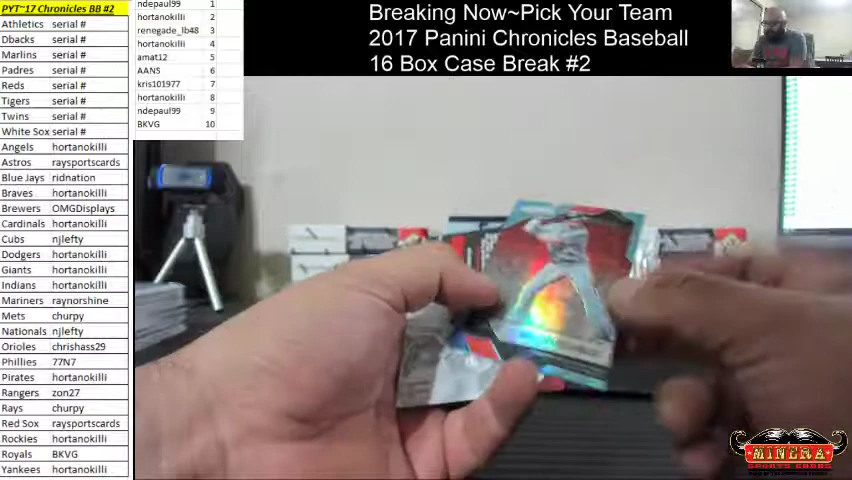 PYT~17 Chronicles BB #2
Athletics serial #
Dbacks serial #
Marlins serial #
Padres serial #
Reds serial #
Tigers serial #
Twins serial #
White Sox serial #
Angels hortanokilli
Astros raysportscards
Blue Jays ridnation
Braves hortanokilli
Brewers OMGDisplays
Cardinals hortanokilli
Cubs njlefty
Dodgers hortanokilli
Giants hortanokilli
Indians hortanokilli
Mariners raynorshine
Mets churpy
Nationals njlefty
Orioles chrishass29
Phillies 77N7
Pirates hortanokilli
Rangers zon27
Rays churpy
Red Sox raysportscards
Rockies hortanokilli
Royals BKVG
Yankees hortanokilli
ndepaul99 1
hortanokilli 2
renegade_lb48 3
hortanokilli 4
amat12 5
AANS 6
kris101977 7
hortanokilli 8
ndepaul99 9
BKVG 10
Breaking Now~Pick Your Team
2017 Panini Chronicles Baseball
16 Box Case Break #2
MINERA
SPORTS CARDS